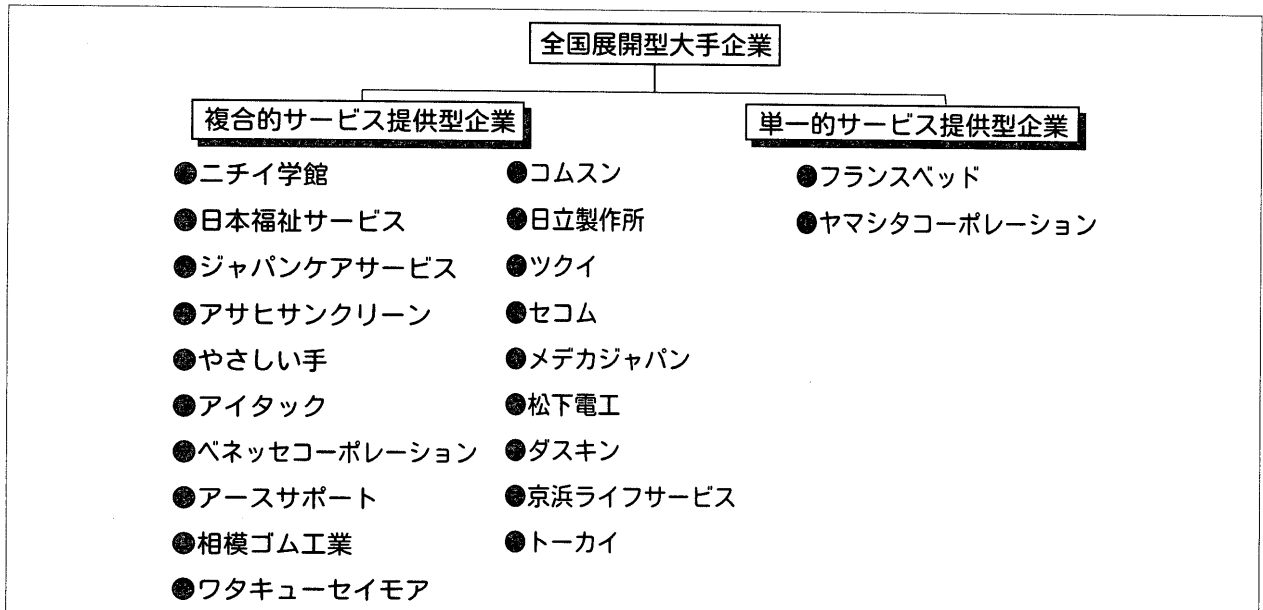 全国展開型大手企業
複合的サービス提供型企業
●ニチイ学館
●日本福祉サービス
●ジャパンケアサービス
●アサヒサンクリーン
●やさしい手
●アイタック
●ベネッセコーポレーション
●アースサポート
●相模ゴム工業
●ワタキューセイモア
●コムスン
●日立製作所
●ツクイ
●セコム
●メデカジャパン
●松下電工
●ダスキン
●京浜ライフサービス
●トーカイ
単一的サービス提供型企業
●フランスベッド
●ヤマシタコーポレーション